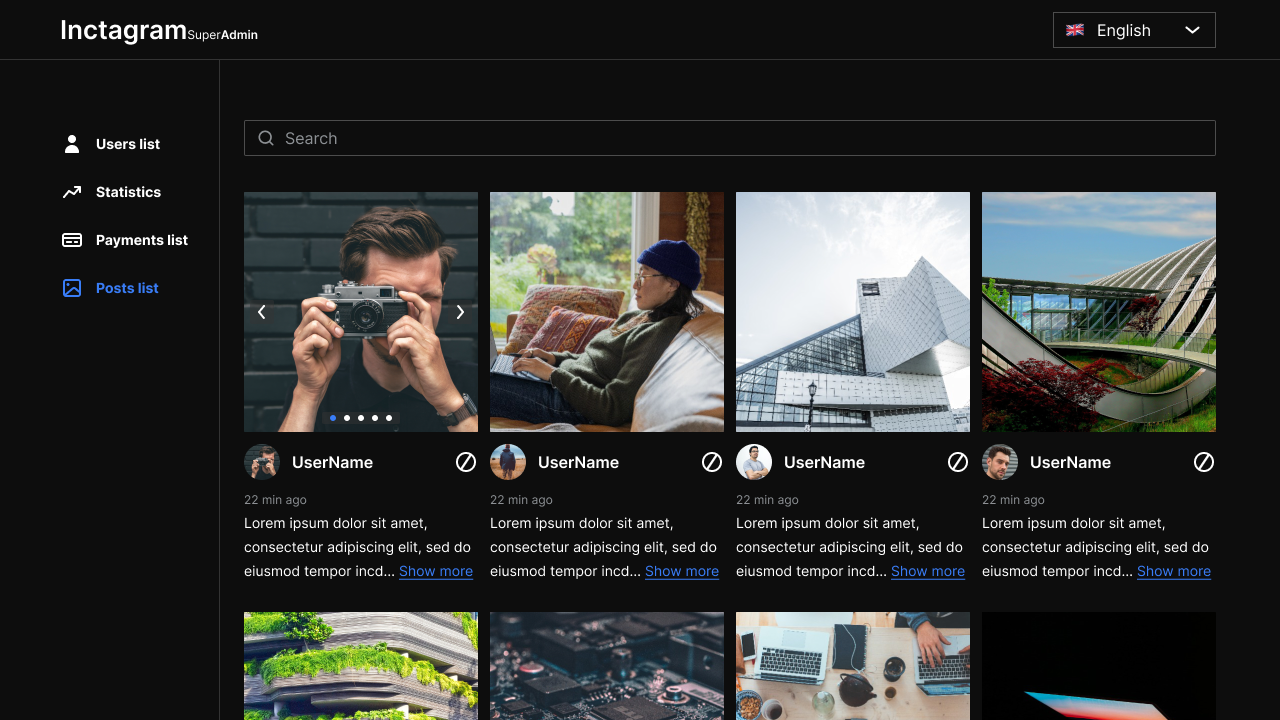 InctagramSuperAdmin
English
Users list
Statistics
Payments list
Posts list
Search
UserName
22 min ago
Lorem ipsum dolor sit amet,
consectetur adipiscing elit, sed do
eiusmod tempor incd... Show more
UserName
22 min ago
Lorem ipsum dolor sit amet,
consectetur adipiscing elit, sed do
eiusmod tempor incd... Show more
UserName
22 min ago
Lorem ipsum dolor sit amet,
consectetur adipiscing elit, sed do
eiusmod tempor incd... Show more
UserName
22 min ago
Lorem ipsum dolor sit amet,
consectetur adipiscing elit, sed do
eiusmod tempor incd... Show more